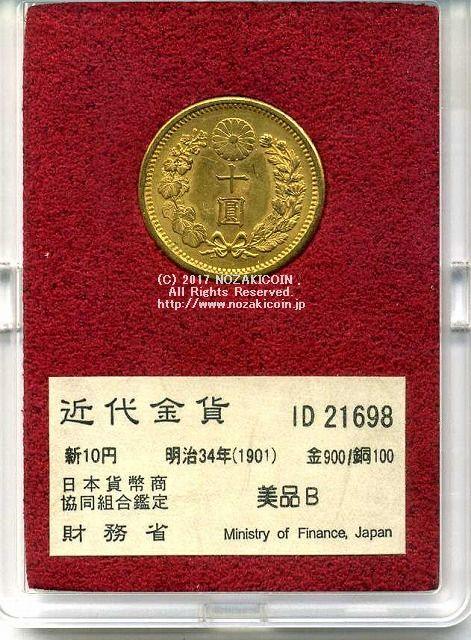 十
圓
(C) 2017 NOZAKICOIN .
All Rights Reserved.
http://www.nozakicoin.jp/
近代金貨 ID 21698
新10円 明治34年(1901) 金900/銅100
日本貨幣商
協同組合鑑定 美品B
財務省 Ministry of Finance, Japan